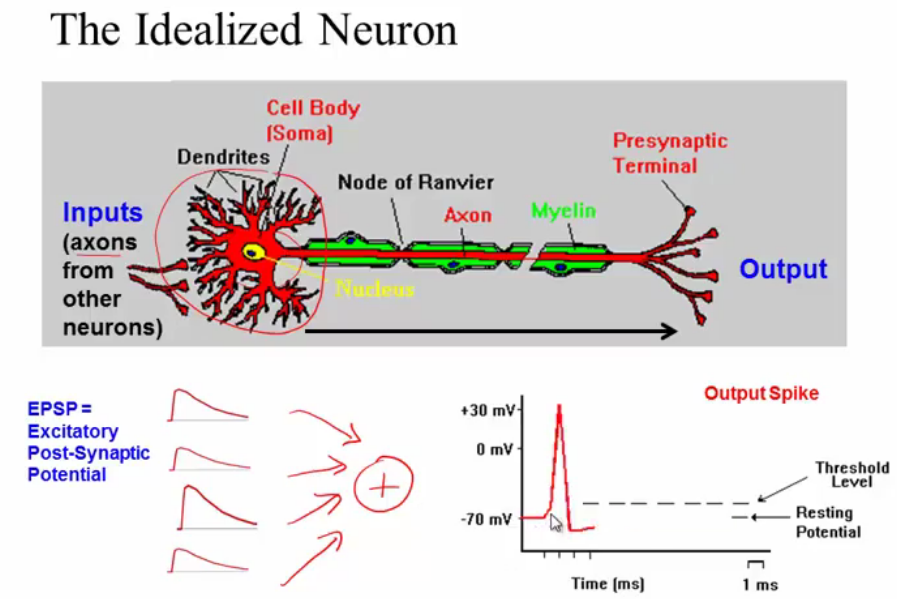 The Idealized Neuron
Cell Body
(Soma)
Dendrites
Presynaptic
Terminal
Node of Ranvier
Inputs
(axons
from
other
neurons)
Axon
Myelin
Output
Nucleus
EPSP =
Excitatory
Post-Synaptic
Potential
+
Output Spike
+30 mV
0 mV
-70 mV
Threshold
Level
Resting
Potential
Time (ms)
1 ms